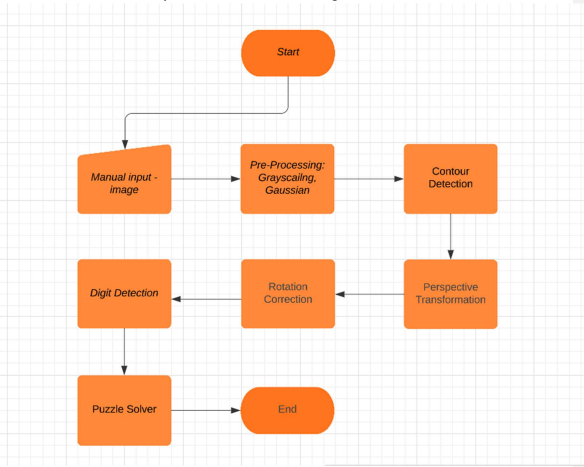 Start
Manual input -
image
Pre-Processing:
Grayscailng,
Gaussian
Contour
Detection
Perspective
Transformation
Rotation
Correction
Digit Detection
Puzzle Solver
End